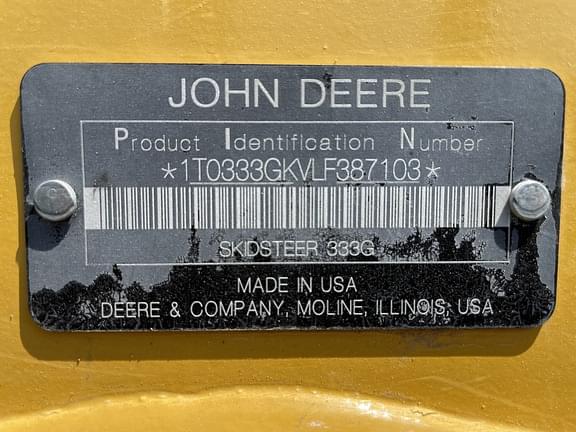 JOHN DEERE
Product Identification Number
*1T0333GKVLF387103*
SKIDSTEER 333G
MADE IN USA
DEERE & COMPANY, MOLINE, ILLINOIS, USA